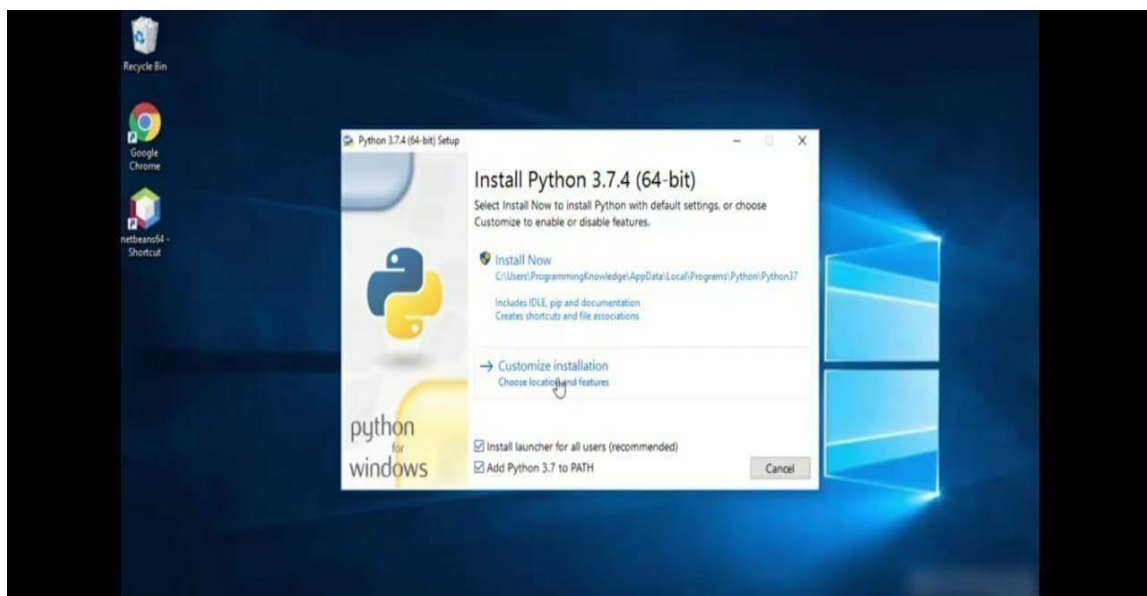 Recycle Bin
Google
Chrome
netbeans64 -
Shortcut
Python 3.7.4 (64-bit) Setup
Install Python 3.7.4 (64-bit)
Select Install Now to install Python with default settings, or choose
Customize to enable or disable features.
Install Now
C:\Users\ProgrammingKnowledge\AppData\Local\Programs\Python\Python37
Includes IDLE, pip and documentation
Creates shortcuts and file associations
Customize installation
Choose location and features
python
for
windows
Install launcher for all users (recommended)
Add Python 3.7 to PATH
Cancel